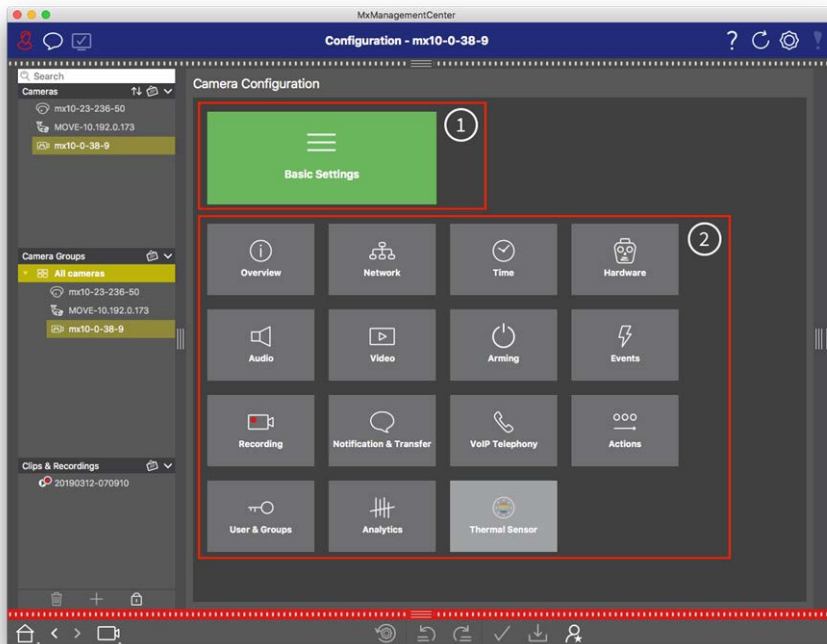 MxManagementCenter
Configuration - mx10-0-38-9
?
Search
Cameras
mx10-23-236-50
MOVE-10.192.0.173
mx10-0-38-9
Camera Groups
All cameras
mx10-23-236-50
MOVE-10.192.0.173
mx10-0-38-9
Clips & Recordings
20190312-070910
Camera Configuration
1
Basic Settings
2
Overview
Network
Time
Hardware
Audio
Video
Arming
Events
Recording
Notification & Transfer
VoIP Telephony
Actions
User & Groups
Analytics
Thermal Sensor